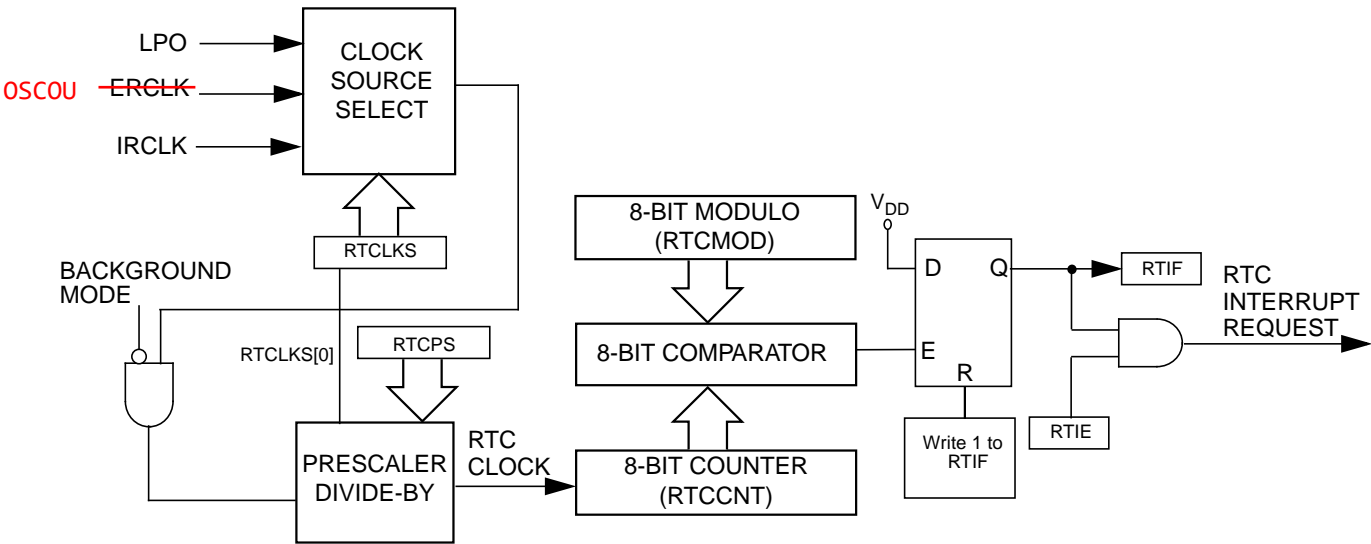 LPO
CLOCK
SOURCE
SELECT
OSCOU ERCLK
IRCLK
RTCLKS
8-BIT MODULO
(RTCMOD)
VDD
D Q
RTIF
RTC
INTERRUPT
REQUEST
BACKGROUND
MODE
RTCLKS[0]
RTCPS
8-BIT COMPARATOR
E
R
RTIE
PRESCALER
DIVIDE-BY
RTC
CLOCK
8-BIT COUNTER
(RTCCNT)
Write 1 to
RTIF